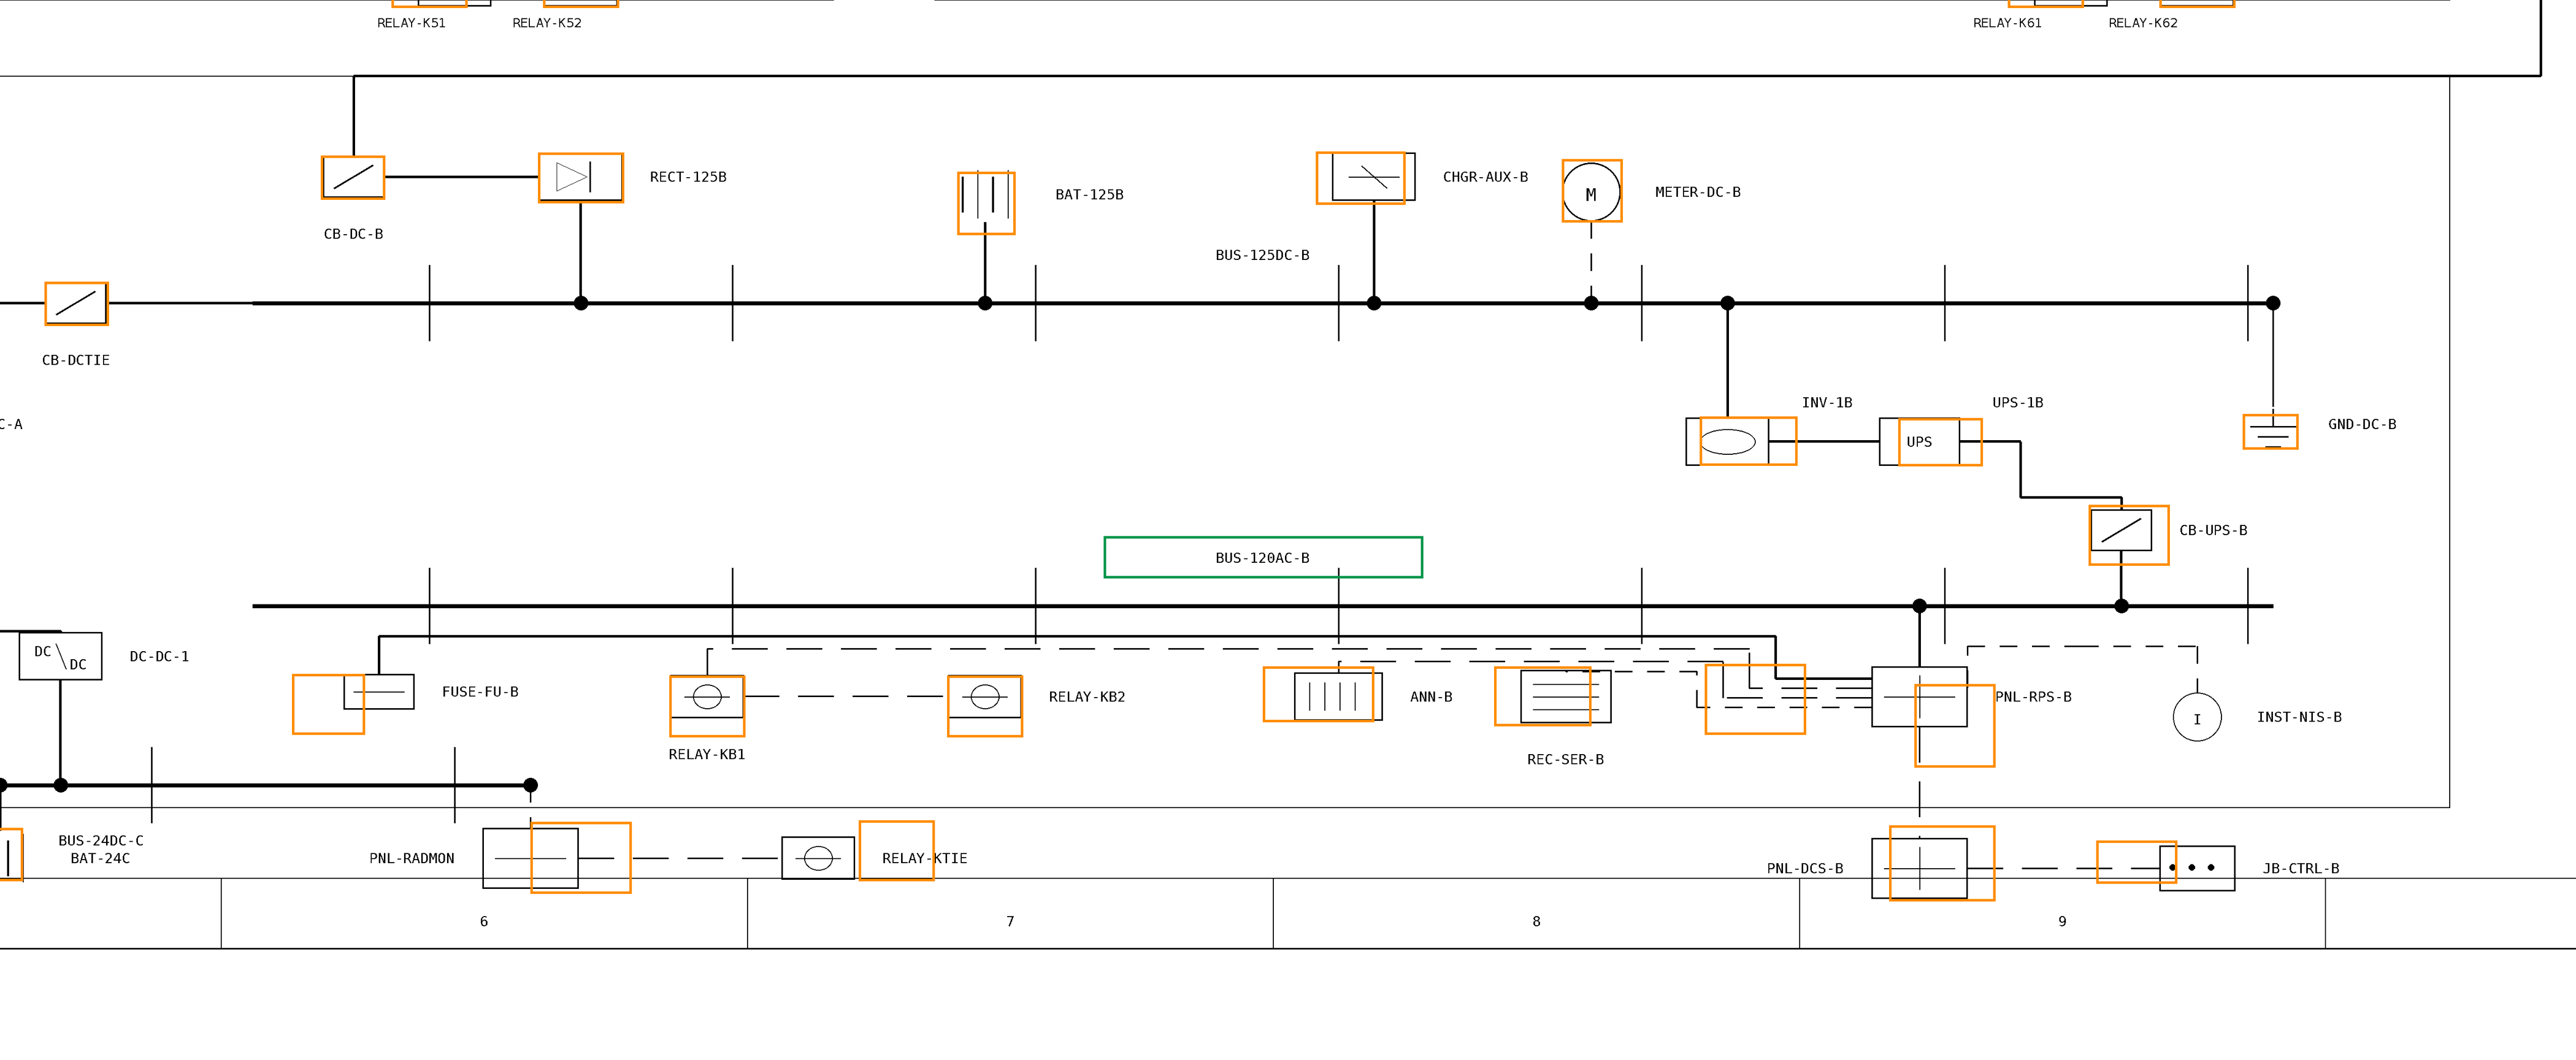 RELAY-K51 RELAY-K52 RELAY-K61 RELAY-K62
RECT-125B
BAT-125B
CHGR-AUX-B
M
METER-DC-B
CB-DC-B
BUS-125DC-B
CB-DCTIE
INV-1B
UPS-1B
C-A
GND-DC-B
UPS
CB-UPS-B
BUS-120AC-B
DC
DC
DC-DC-1
FUSE-FU-B
RELAY-KB2
ANN-B
PNL-RPS-B
I
INST-NIS-B
RELAY-KB1
REC-SER-B
BUS-24DC-C
BAT-24C
PNL-RADMON
RELAY-KTIE
PNL-DCS-B
JB-CTRL-B
6 7 8 9